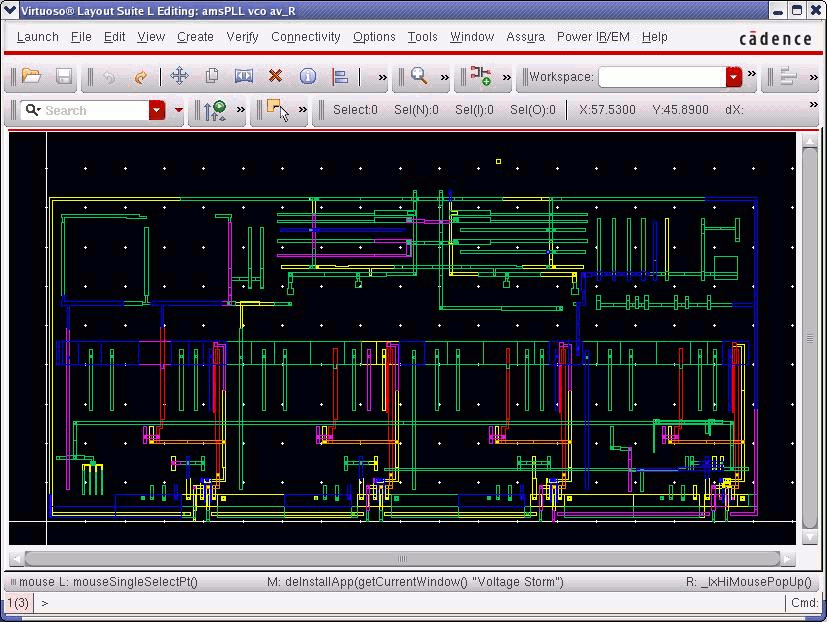 Virtuoso® Layout Suite L Editing: amsPLL vco av_R
Launch File Edit View Create Verify Connectivity Options Tools Window Assura Power IR/EM Help cādence
» » » Workspace: »
Search » » Select:0 Sel(N):0 Sel(I):0 Sel(O):0 X:57.5300 Y:45.8900 dX: »
mouse L: mouseSingleSelectPt() M: deInstallApp(getCurrentWindow() "Voltage Storm") R: _lxHiMousePopUp()
1(3) > Cmd: